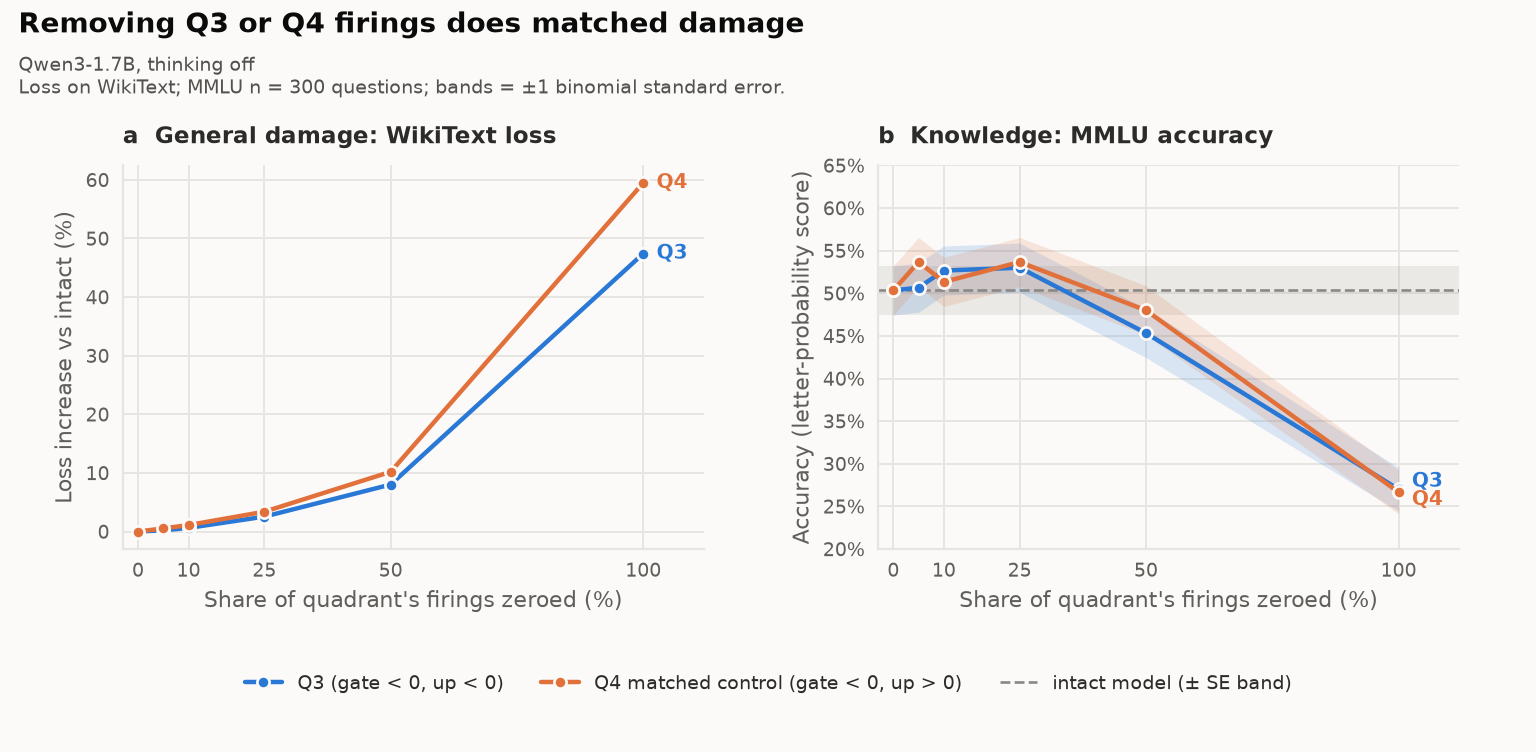 Removing Q3 or Q4 firings does matched damage
Qwen3-1.7B, thinking off
Loss on WikiText; MMLU n = 300 questions; bands = ±1 binomial standard error.
a General damage: WikiText loss
Loss increase vs intact (%)
60
50
40
30
20
10
0
Q4
Q3
0 10 25 50 100
Share of quadrant's firings zeroed (%)
b Knowledge: MMLU accuracy
Accuracy (letter-probability score)
65%
60%
55%
50%
45%
40%
35%
30%
25%
20%
Q3
Q4
0 10 25 50 100
Share of quadrant's firings zeroed (%)
Q3 (gate < 0, up < 0)
Q4 matched control (gate < 0, up > 0)
intact model (± SE band)